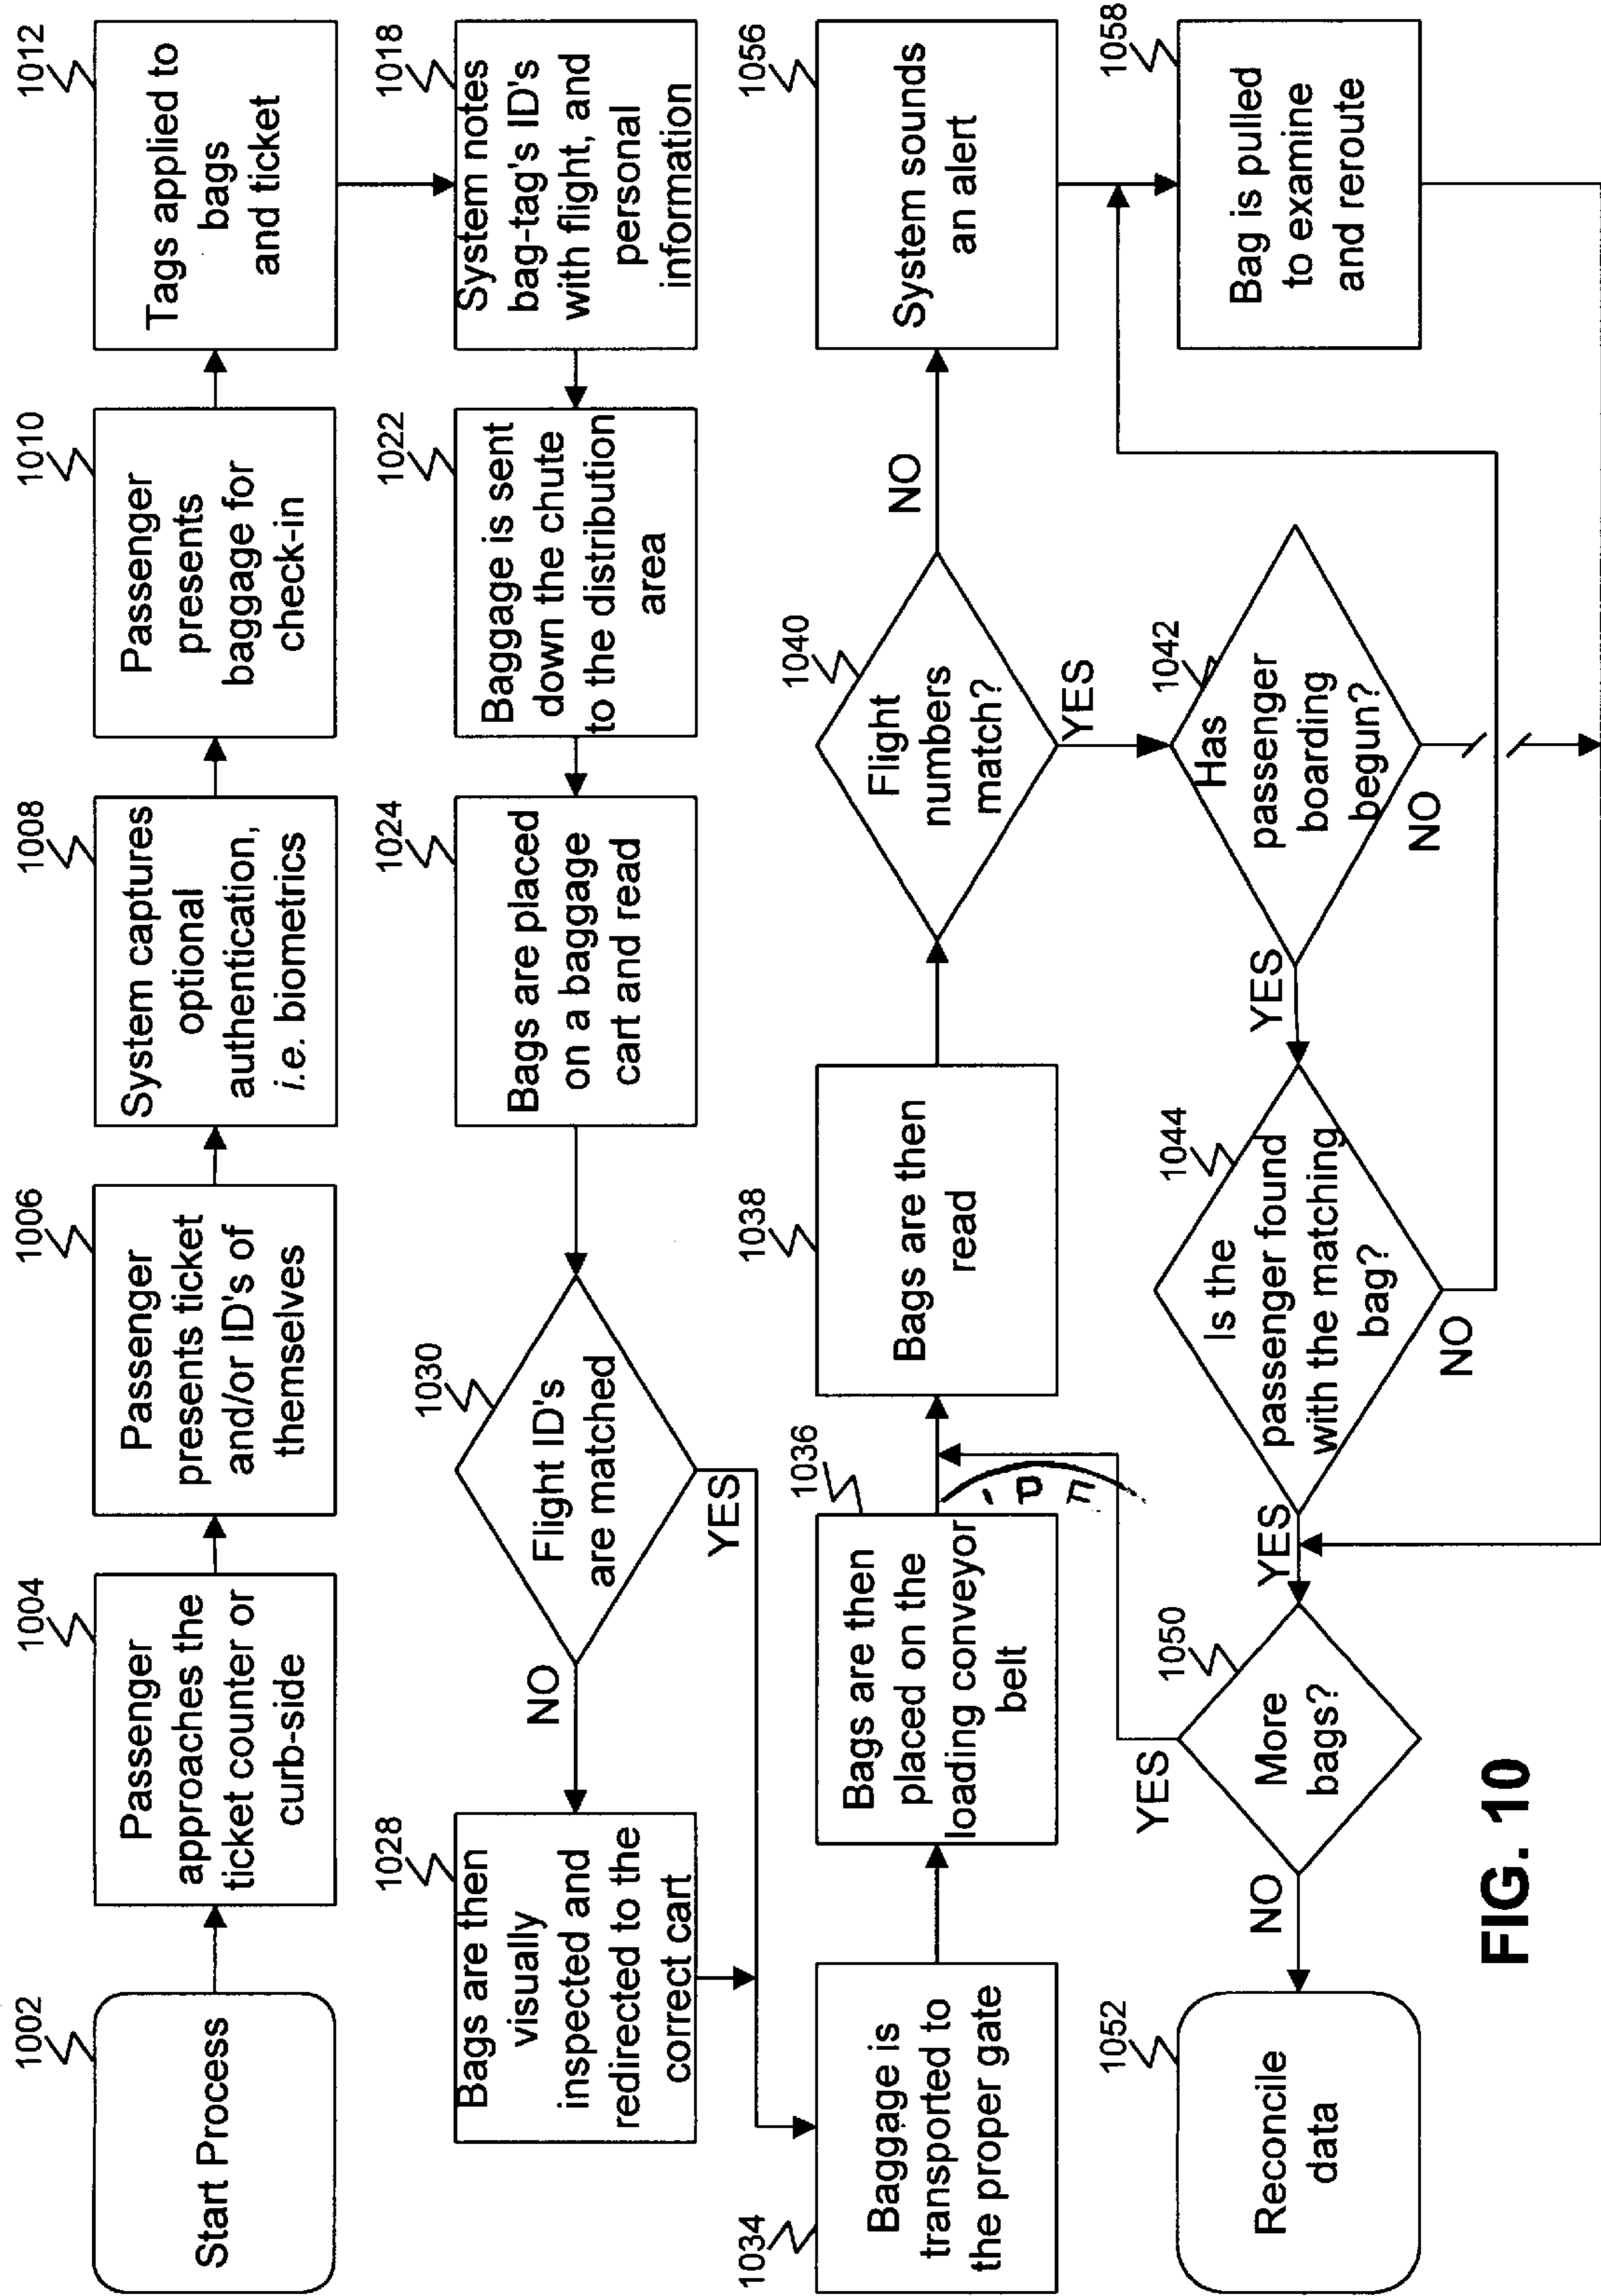 1002
Start Process
1004
Passenger
approaches the
ticket counter or
curb-side
1006
Passenger
presents ticket
and/or ID's of
themselves
1008
System captures
optional
authentication,
i.e. biometrics
1010
Passenger
presents
baggage for
check-in
1012
Tags applied to
bags
and ticket
1018
System notes
bag-tag's ID's
with flight, and
personal
information
1022
Baggage is sent
down the chute
to the distribution
area
1024
Bags are placed
on a baggage
cart and read
1030
Flight ID's
are matched
NO
YES
1028
Bags are then
visually
inspected and
redirected to the
correct cart
1034
Baggage is
transported to
the proper gate
1036
Bags are then
placed on the
loading conveyor
belt
1038
Bags are then
read
1040
Flight
numbers
match?
NO
YES
1056
System sounds
an alert
1058
Bag is pulled
to examine
and reroute
1042
Has
passenger
boarding
begun?
YES
NO
1044
Is the
passenger found
with the matching
bag?
YES
NO
1050
More
bags?
YES
NO
1052
Reconcile
data
FIG. 10